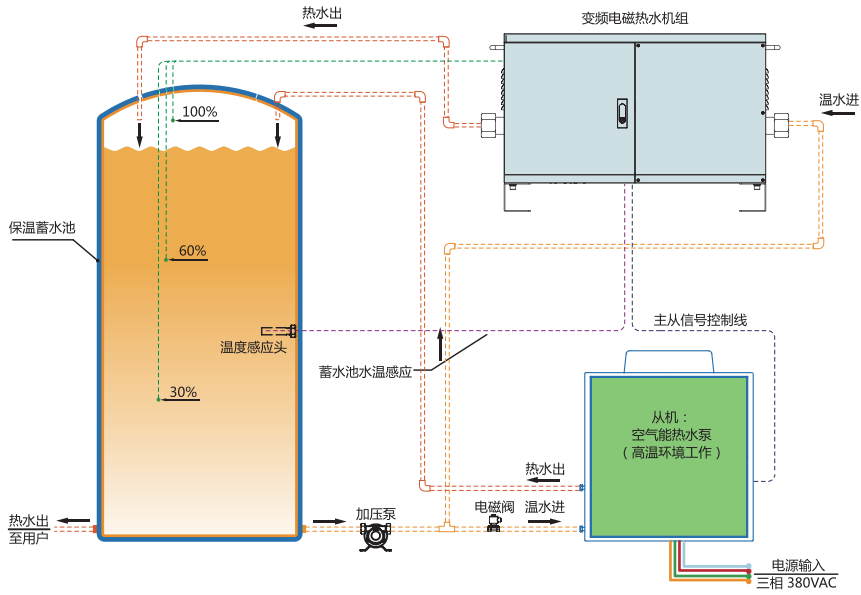 热水出
变频电磁热水机组
温水进
100%
保温蓄水池
60%
主从信号控制线
温度感应头
蓄水池水温感应
30%
从机：
空气能热水泵
（高温环境工作）
热水出
电磁阀
温水进
加压泵
热水出
至用户
电源输入
三相 380VAC